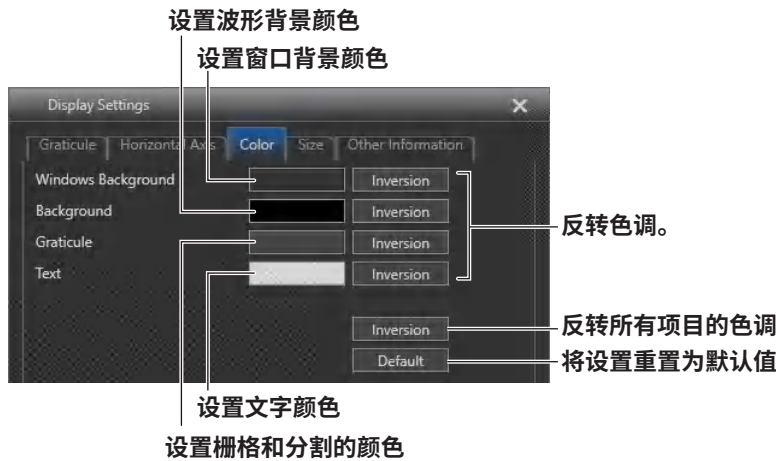 设置波形背景颜色
设置窗口背景颜色
Display Settings
Graticule Horizontal Axis Color Size Other Information
Windows Background Inversion
Background Inversion
Graticule Inversion
Text Inversion
反转色调。
Inversion 反转所有项目的色调
Default 将设置重置为默认值
设置文字颜色
设置栅格和分割的颜色